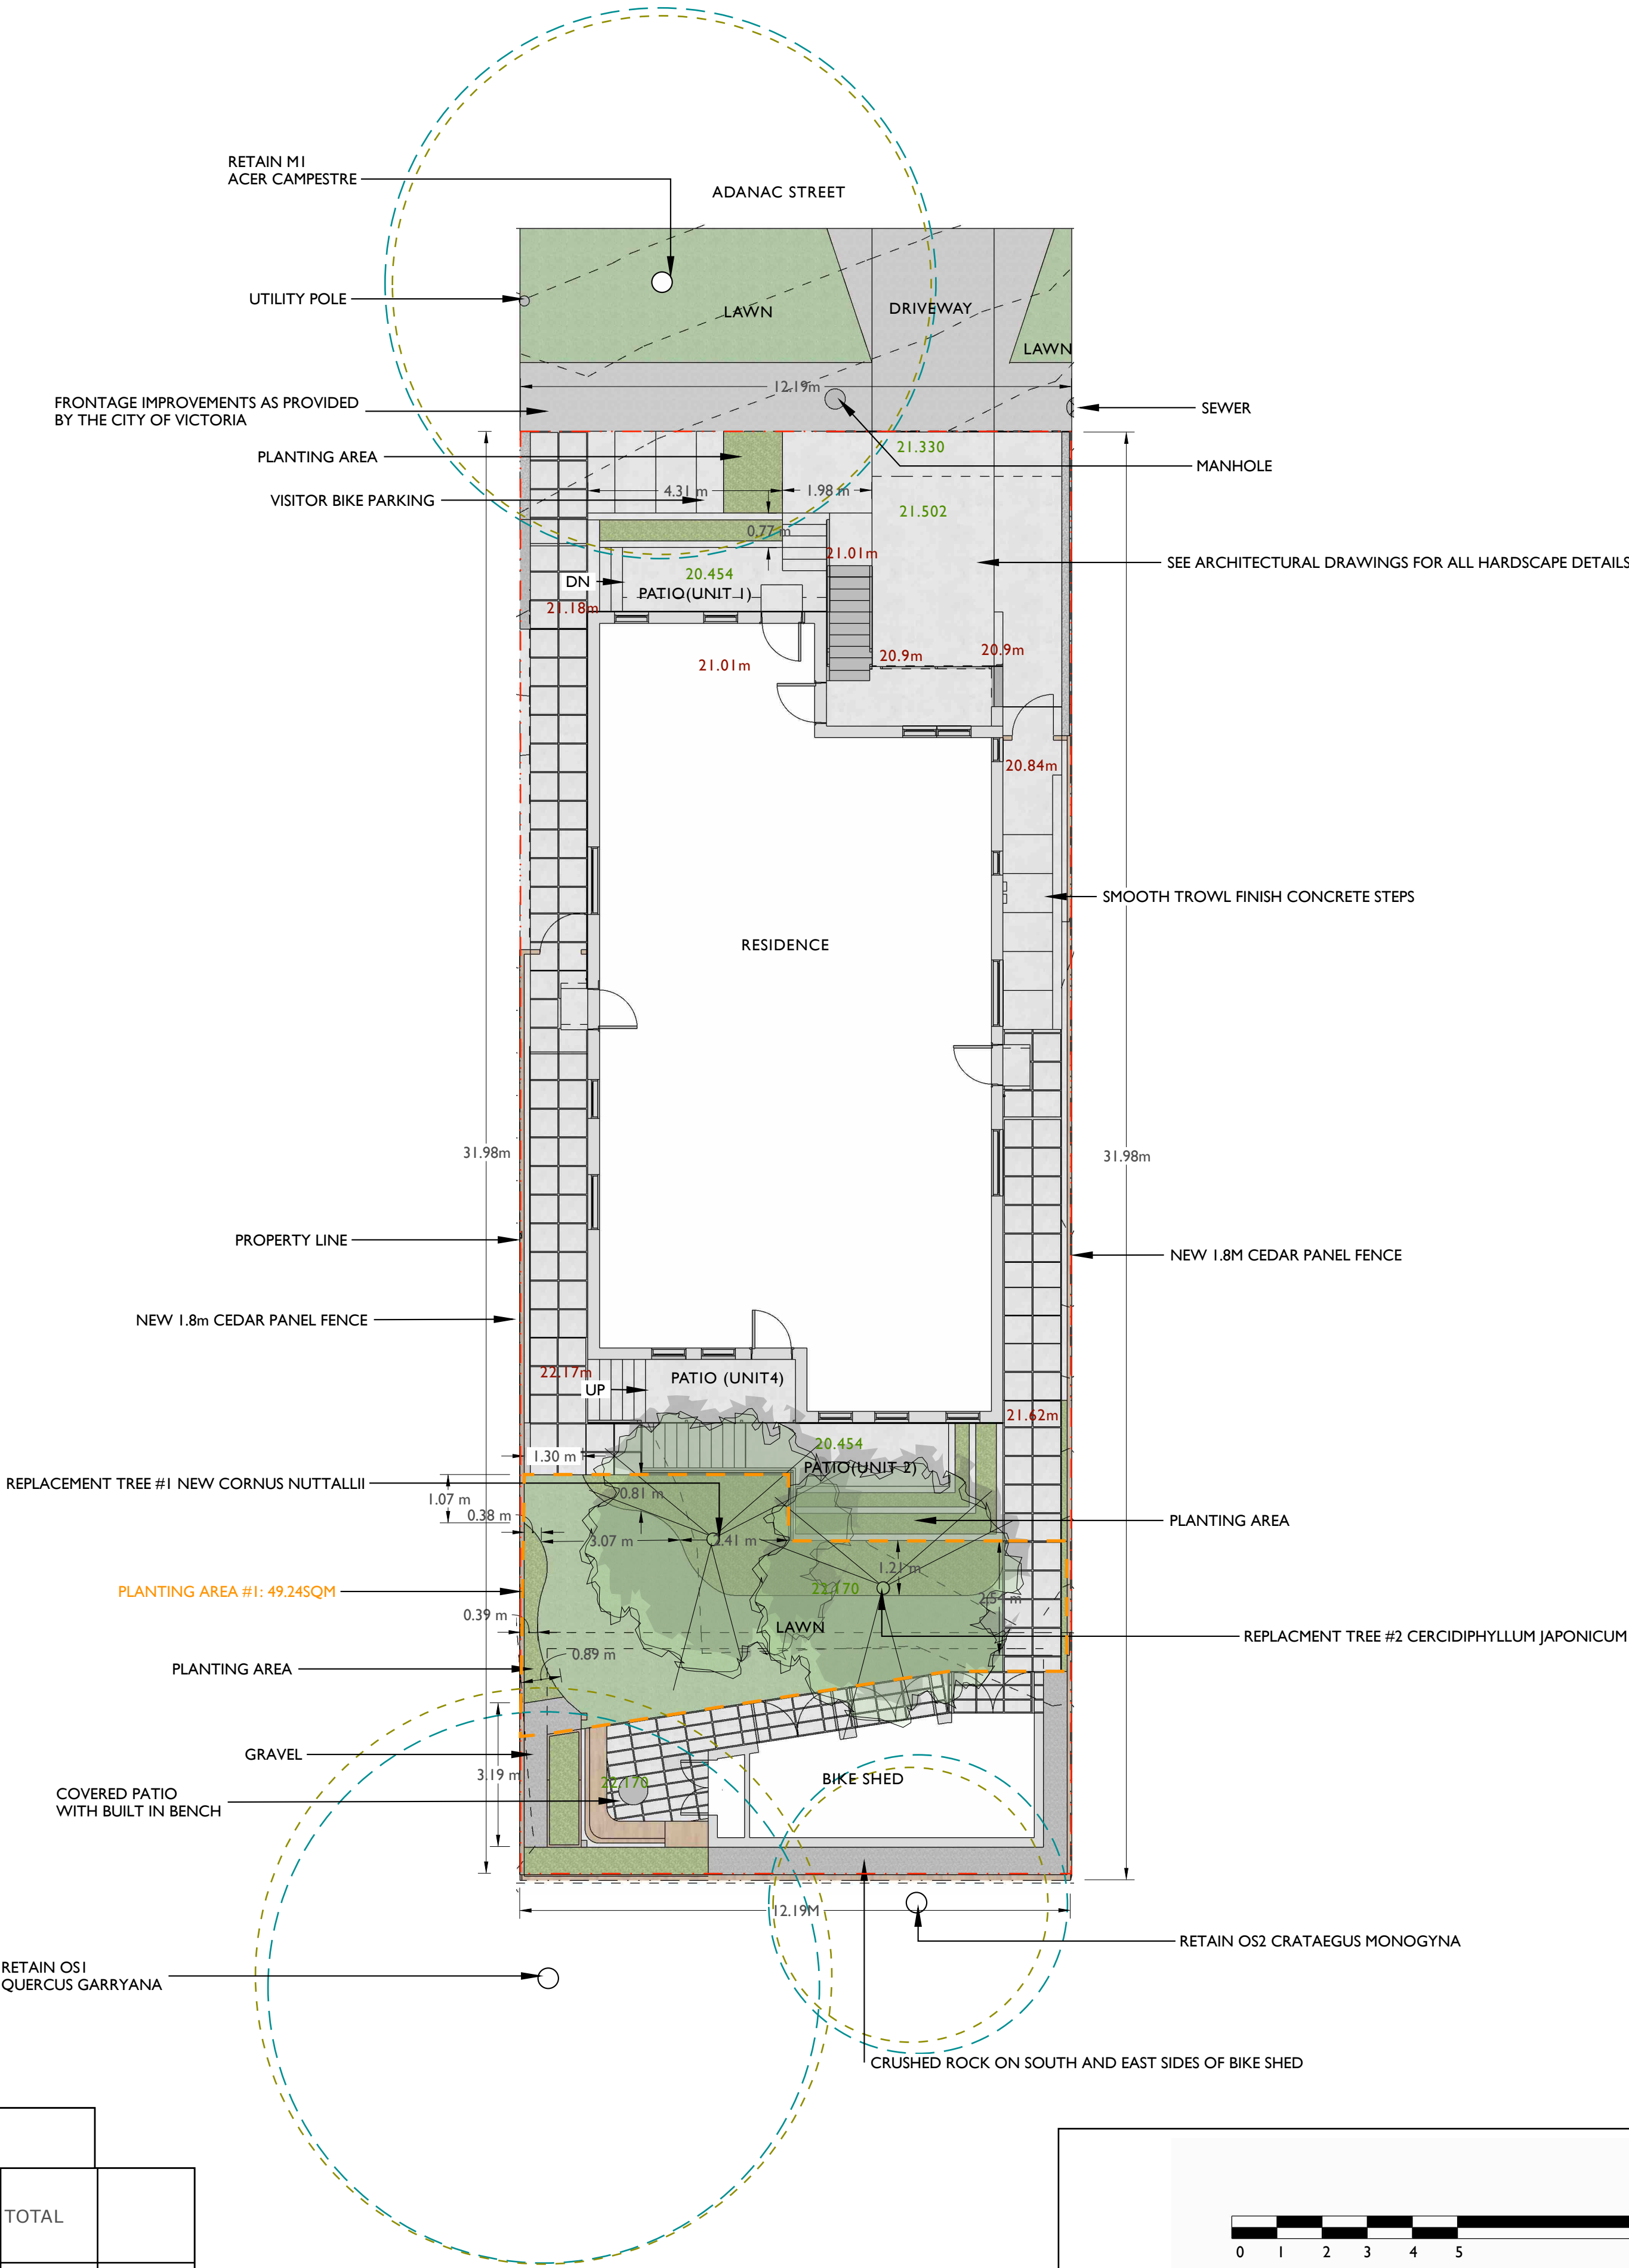 RETAIN M1
ACER CAMPESTRE
ADANAC STREET
UTILITY POLE
LAWN
DRIVEWAY
LAWN
12.19m
FRONTAGE IMPROVEMENTS AS PROVIDED
BY THE CITY OF VICTORIA
SEWER
21.330
PLANTING AREA
MANHOLE
4.31 m
1.98 m
VISITOR BIKE PARKING
21.502
0.77 m
21.01m
SEE ARCHITECTURAL DRAWINGS FOR ALL HARDSCAPE DETAILS
20.454
DN
PATIO(UNIT 1)
21.18m
20.9m
20.9m
21.01m
20.84m
SMOOTH TROWL FINISH CONCRETE STEPS
RESIDENCE
31.98m
31.98m
PROPERTY LINE
NEW 1.8M CEDAR PANEL FENCE
NEW 1.8m CEDAR PANEL FENCE
22.17m
PATIO (UNIT4)
UP
21.62m
20.454
1.30 m
PATIO(UNIT 2)
REPLACEMENT TREE #1 NEW CORNUS NUTTALLII
0.81 m
1.07 m
0.38 m
PLANTING AREA
3.07 m
2.41 m
1.21 m
PLANTING AREA #1: 49.24SQM
22.170
2.54 m
0.39 m
LAWN
REPLACMENT TREE #2 CERCIDIPHYLLUM JAPONICUM
0.89 m
PLANTING AREA
GRAVEL
3.19 m
22.170
BIKE SHED
COVERED PATIO
WITH BUILT IN BENCH
12.19M
RETAIN OS2 CRATAEGUS MONOGYNA
RETAIN OS1
QUERCUS GARRYANA
CRUSHED ROCK ON SOUTH AND EAST SIDES OF BIKE SHED
TOTAL
0 1 2 3 4 5